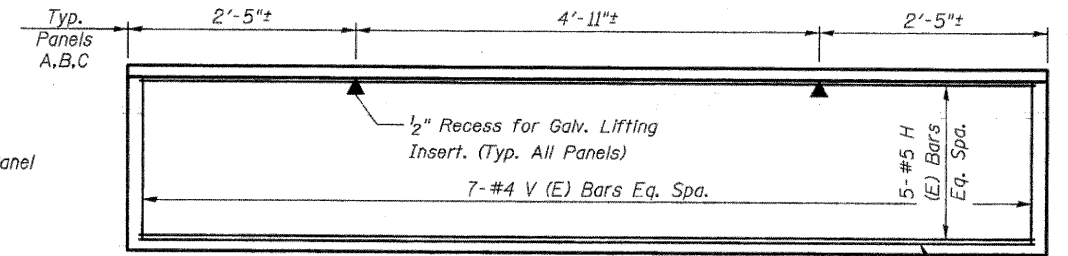 Typ.
Panels
A,B,C
2'-5"±
4'-11"±
2'-5"±
1/2" Recess for Galv. Lifting
Insert. (Typ. All Panels)
anel
7-#4 V (E) Bars Eq. Spa.
5-#5 H
(E) Bars
Eq. Spa.